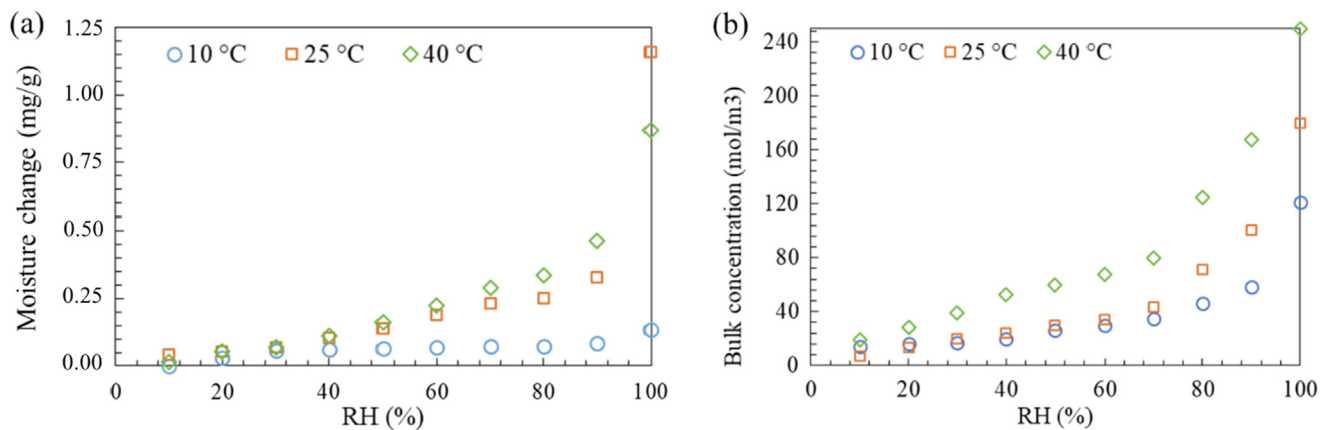 (a)
Moisture change (mg/g)
1.25
1.00
0.75
0.50
0.25
0.00
10 °C 25 °C 40 °C
0 20 40 60 80 100
RH (%)
(b)
Bulk concentration (mol/m3)
240
200
160
120
80
40
0
10 °C 25 °C 40 °C
0 20 40 60 80 100
RH (%)